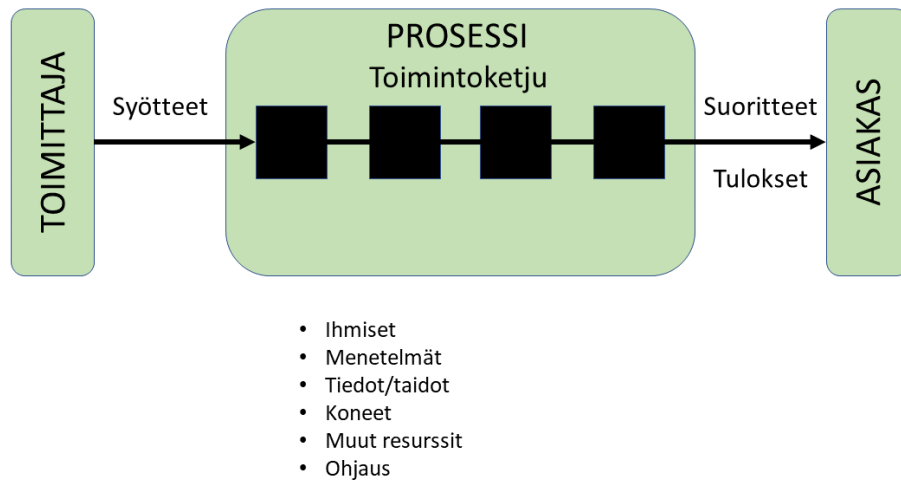 TOIMITTAJA
Syötteet
PROSESSI
Toimintoketju
Suoritteet
Tulokset
ASIAKAS
• Ihmiset
• Menetelmät
• Tiedot/taidot
• Koneet
• Muut resurssit
• Ohjaus